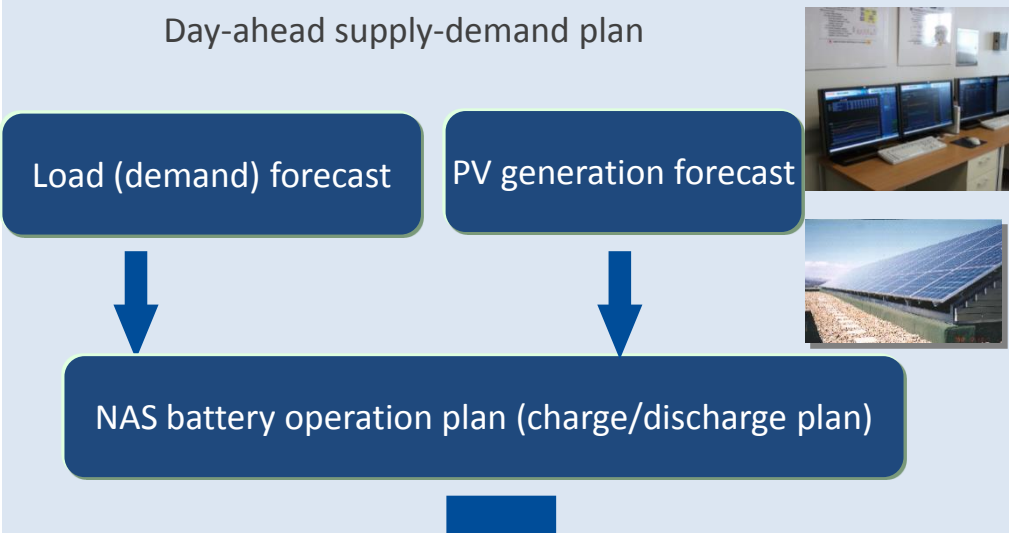 Day-ahead supply-demand plan
Load (demand) forecast
PV generation forecast
NAS battery operation plan (charge/discharge plan)